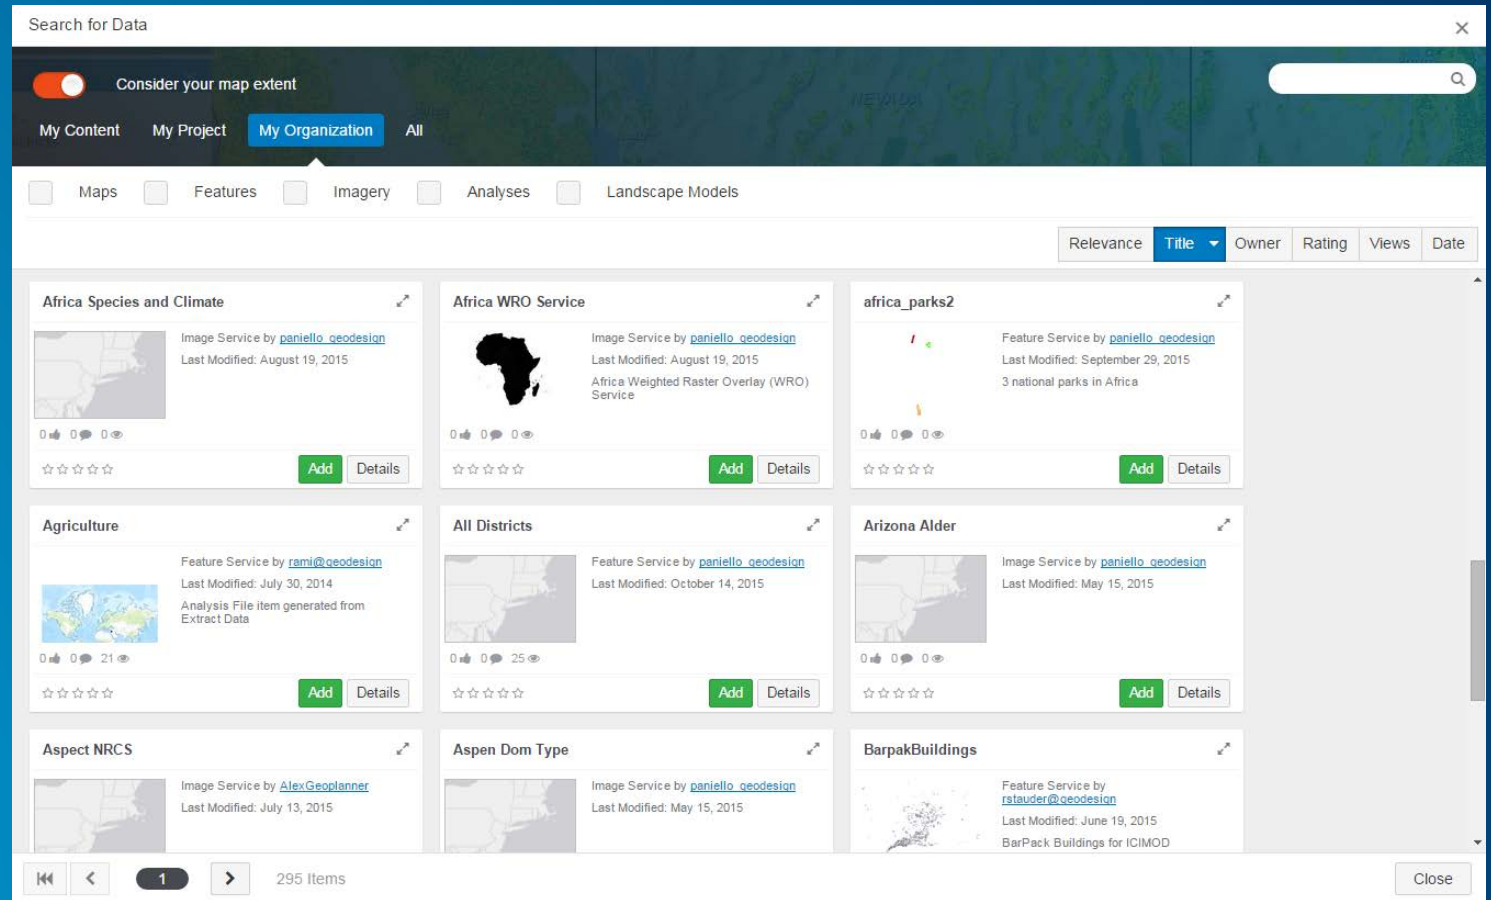 Search for Data
Consider your map extent
My Content My Project My Organization All
Maps Features Imagery Analyses Landscape Models
Relevance Title Owner Rating Views Date
Africa Species and Climate
Image Service by paniello_geodesign
Last Modified: August 19, 2015
0 0 0
Add Details
Africa WRO Service
Image Service by paniello_geodesign
Last Modified: August 19, 2015
Africa Weighted Raster Overlay (WRO)
Service
0 0 0
Add Details
africa_parks2
Feature Service by paniello_geodesign
Last Modified: September 29, 2015
3 national parks in Africa
0 0 0
Add Details
Agriculture
Feature Service by rami@geodesign
Last Modified: July 30, 2014
Analysis File item generated from
Extract Data
0 0 21
Add Details
All Districts
Feature Service by paniello_geodesign
Last Modified: October 14, 2015
0 0 25
Add Details
Arizona Alder
Image Service by paniello_geodesign
Last Modified: May 15, 2015
0 0 0
Add Details
Aspect NRCS
Image Service by AlexGeoplanner
Last Modified: July 13, 2015
Aspen Dom Type
Image Service by paniello_geodesign
Last Modified: May 15, 2015
BarpakBuildings
Feature Service by
rstauder@geodesign
Last Modified: June 19, 2015
BarPack Buildings for ICIMOD
1 295 Items
Close